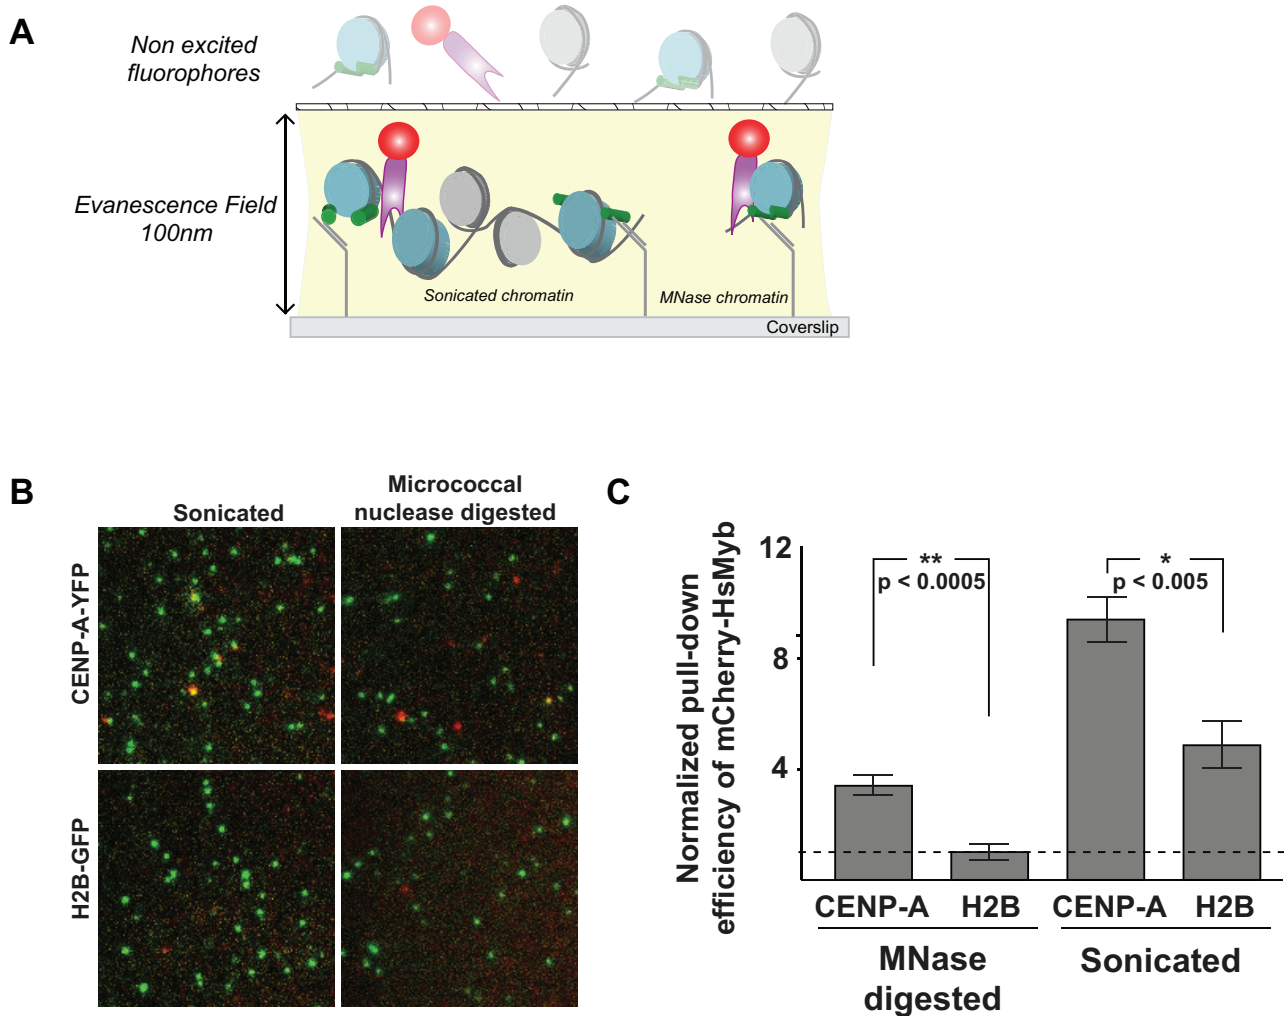 A
Non excited
fluorophores
Evanescence Field
100nm
Sonicated chromatin
MNase chromatin
Coverslip
B
Sonicated
Micrococcal
nuclease digested
CENP-A-YFP
H2B-GFP
C
Normalized pull-down
efficiency of mCherry-HsMyb
12
8
4
**
p < 0.0005
*
p < 0.005
CENP-A H2B CENP-A H2B
MNase
digested
Sonicated